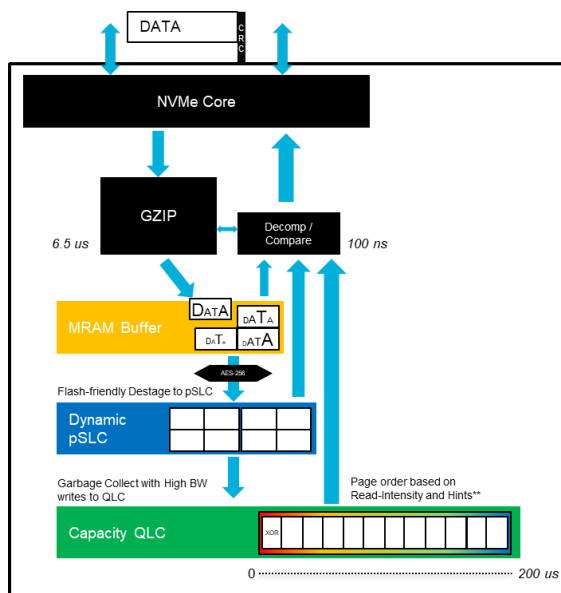 DATA
CRC
NVMe Core
GZIP
6.5 us
Decomp /
Compare
100 ns
DATA
MRAM Buffer
DATA
DATA
DATA
AES-256
Flash-friendly Destage to pSLC
Dynamic
pSLC
Garbage Collect with High BW
writes to QLC
Page order based on
Read-Intensity and Hints**
Capacity QLC
XOR
0
200 us